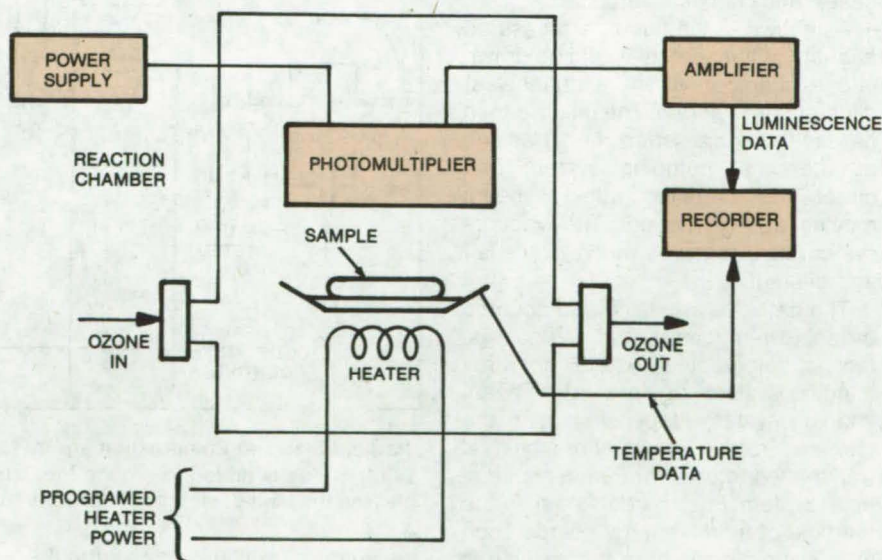 POWER
SUPPLY
AMPLIFIER
LUMINESCENCE
DATA
PHOTOMULTIPLIER
REACTION
CHAMBER
RECORDER
SAMPLE
OZONE
IN
HEATER
OZONE
OUT
TEMPERATURE
DATA
PROGRAMED
HEATER
POWER